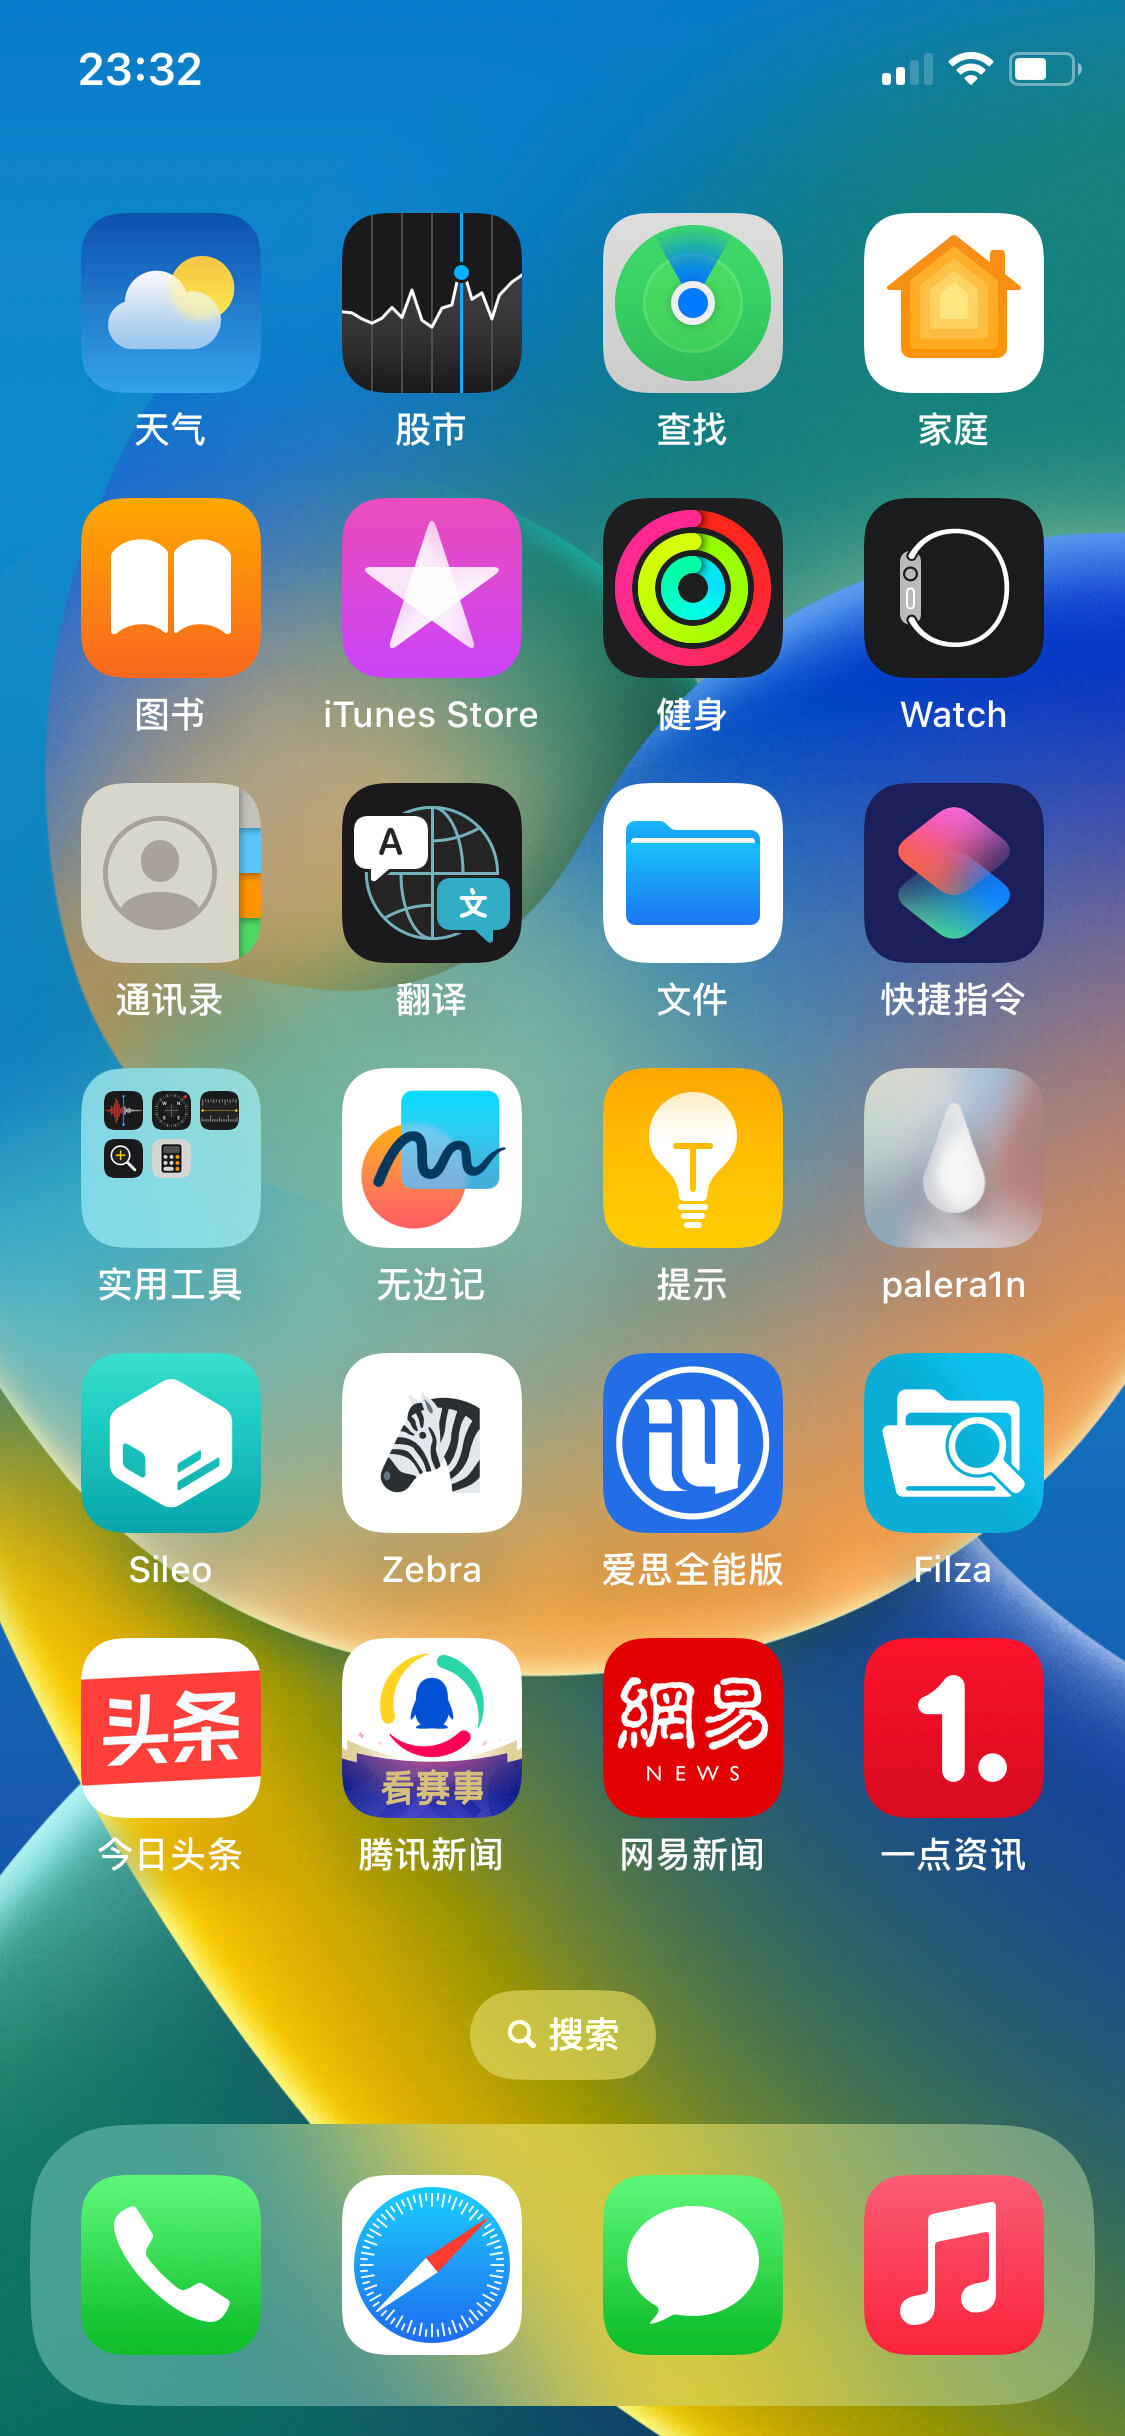 23:32
天气
股市
查找
家庭
图书
iTunes Store
健身
Watch
A
文
通讯录
翻译
文件
快捷指令
实用工具
无边记
提示
palera1n
Sileo
Zebra
爱思全能版
Filza
头条
看赛事
網易
NEWS
1.
今日头条
腾讯新闻
网易新闻
一点资讯
搜索